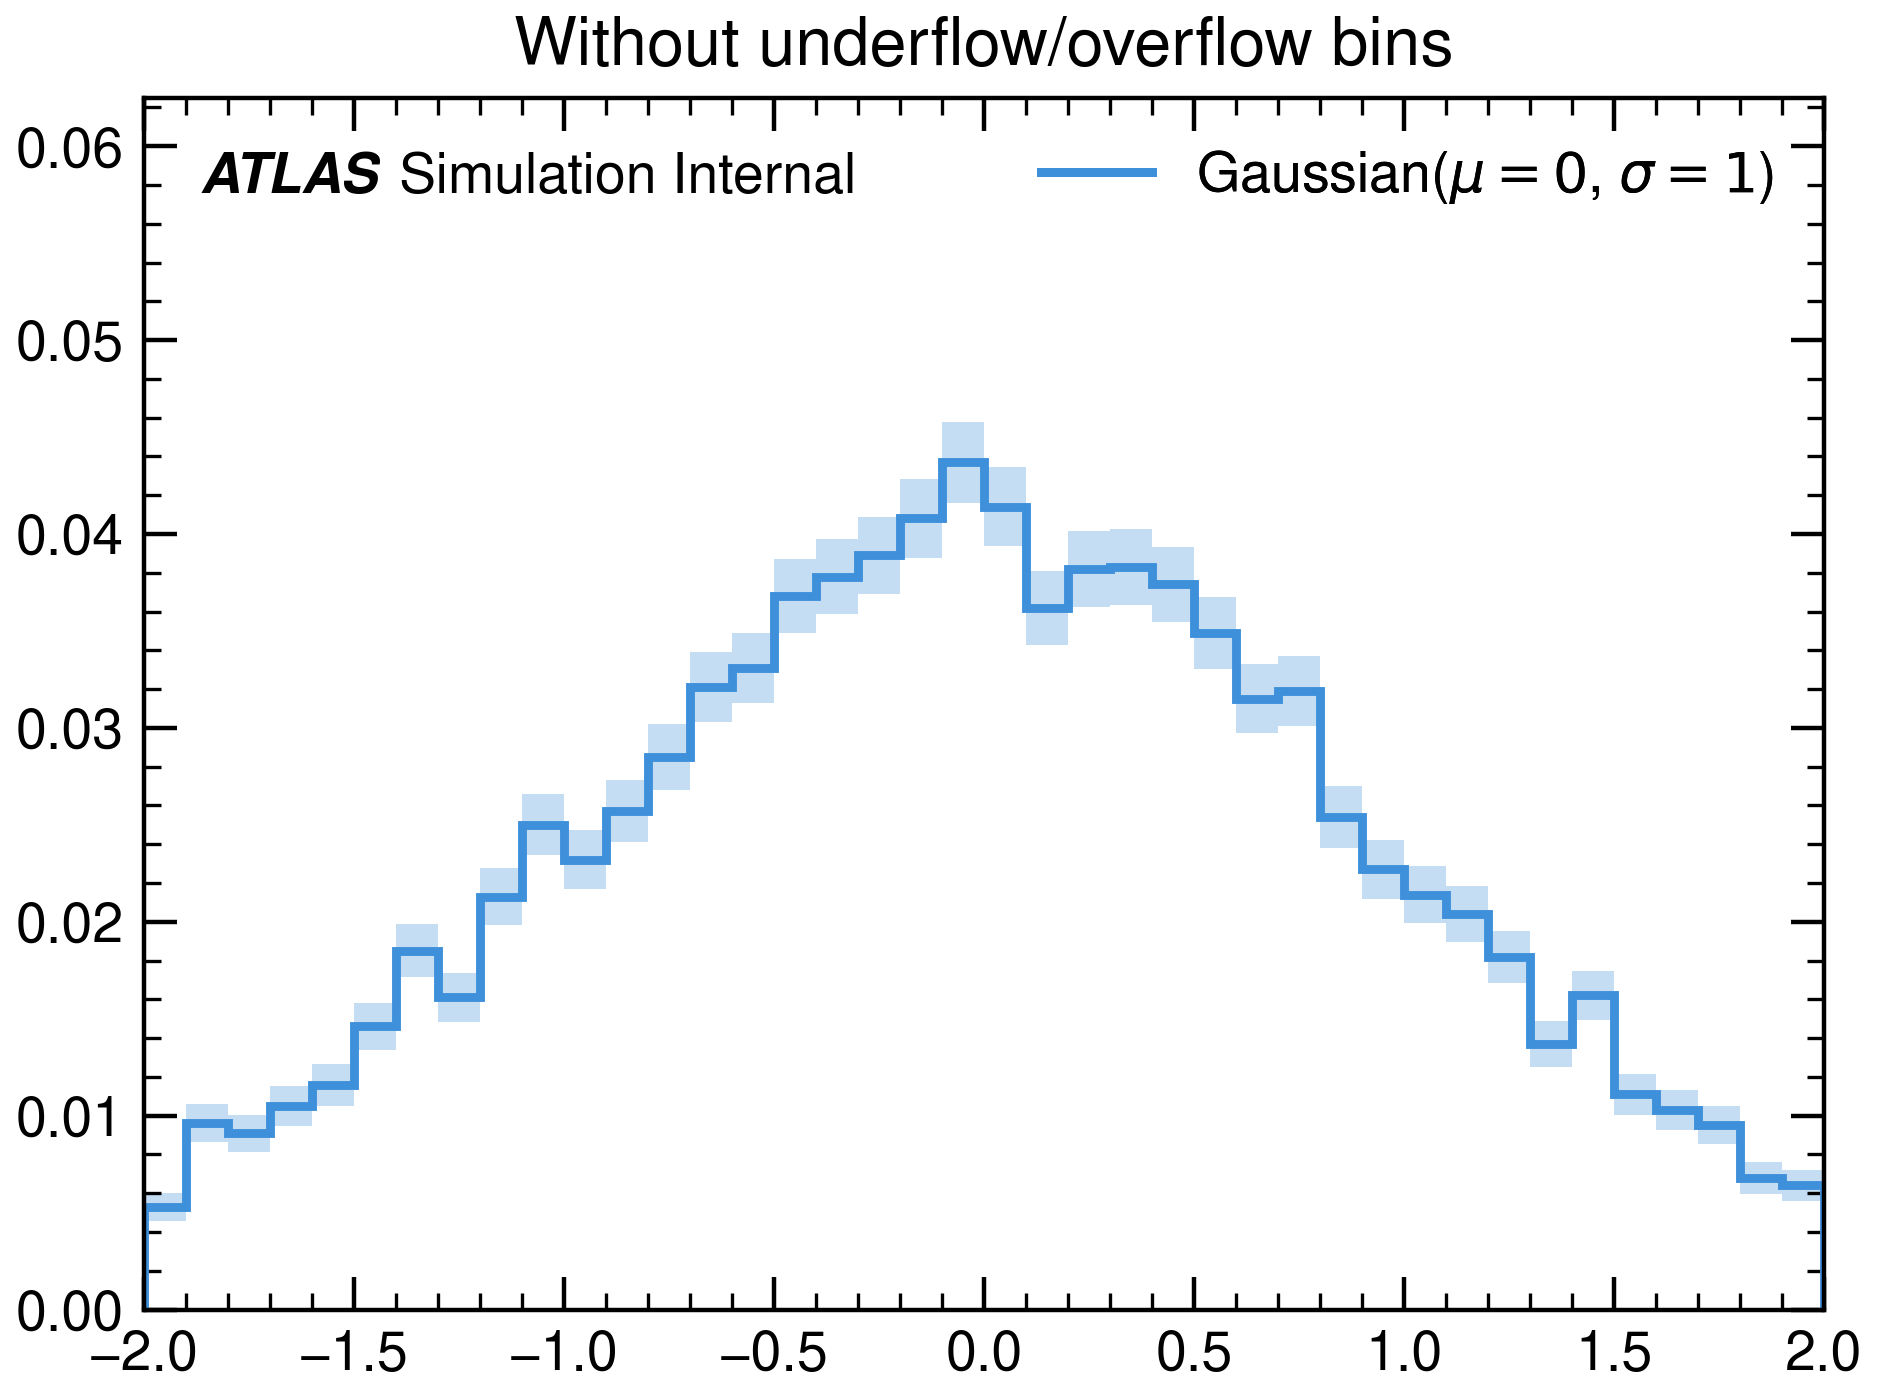 Without underflow/overflow bins
ATLAS Simulation Internal
Gaussian(μ = 0, σ = 1)
0.06
0.05
0.04
0.03
0.02
0.01
0.00
−2.0 −1.5 −1.0 −0.5 0.0 0.5 1.0 1.5 2.0